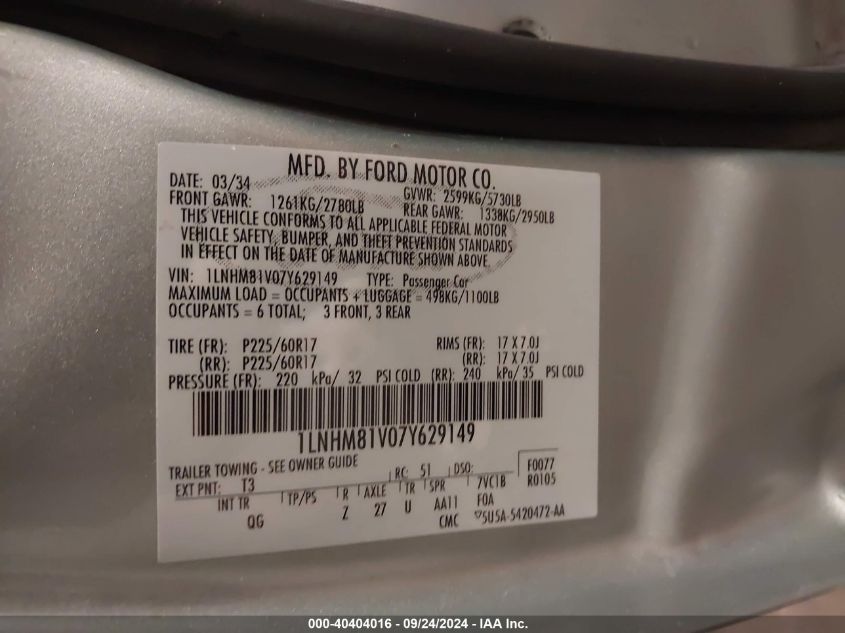 MFD. BY FORD MOTOR CO.
DATE: 03/34 GVWR: 2599KG/5730LB
FRONT GAWR: 1261KG/2780LB REAR GAWR: 1338KG/2950LB
THIS VEHICLE CONFORMS TO ALL APPLICABLE FEDERAL MOTOR
VEHICLE SAFETY, BUMPER, AND THEFT PREVENTION STANDARDS
IN EFFECT ON THE DATE OF MANUFACTURE SHOWN ABOVE.
VIN: 1LNHM81V07Y629149 TYPE: Passenger Car
MAXIMUM LOAD = OCCUPANTS + LUGGAGE = 498KG/1100LB
OCCUPANTS = 6 TOTAL; 3 FRONT, 3 REAR
TIRE (FR): P225/60R17 RIMS (FR): 17 X 7.0J
(RR): P225/60R17 (RR): 17 X 7.0J
PRESSURE (FR): 220 kPa/ 32 PSI COLD (RR): 240 kPa/ 35 PSI COLD
1LNHM81V07Y629149
TRAILER TOWING - SEE OWNER GUIDE
EXT PNT: T3 RC: 51 DSO: F0077
INT TR TP/PS R AXLE TR SPR 7VC1B R0105
QG Z 27 U AA11 FOA
CMC 5U5A-5420472-AA
000-40404016 - 09/24/2024 - IAA Inc.